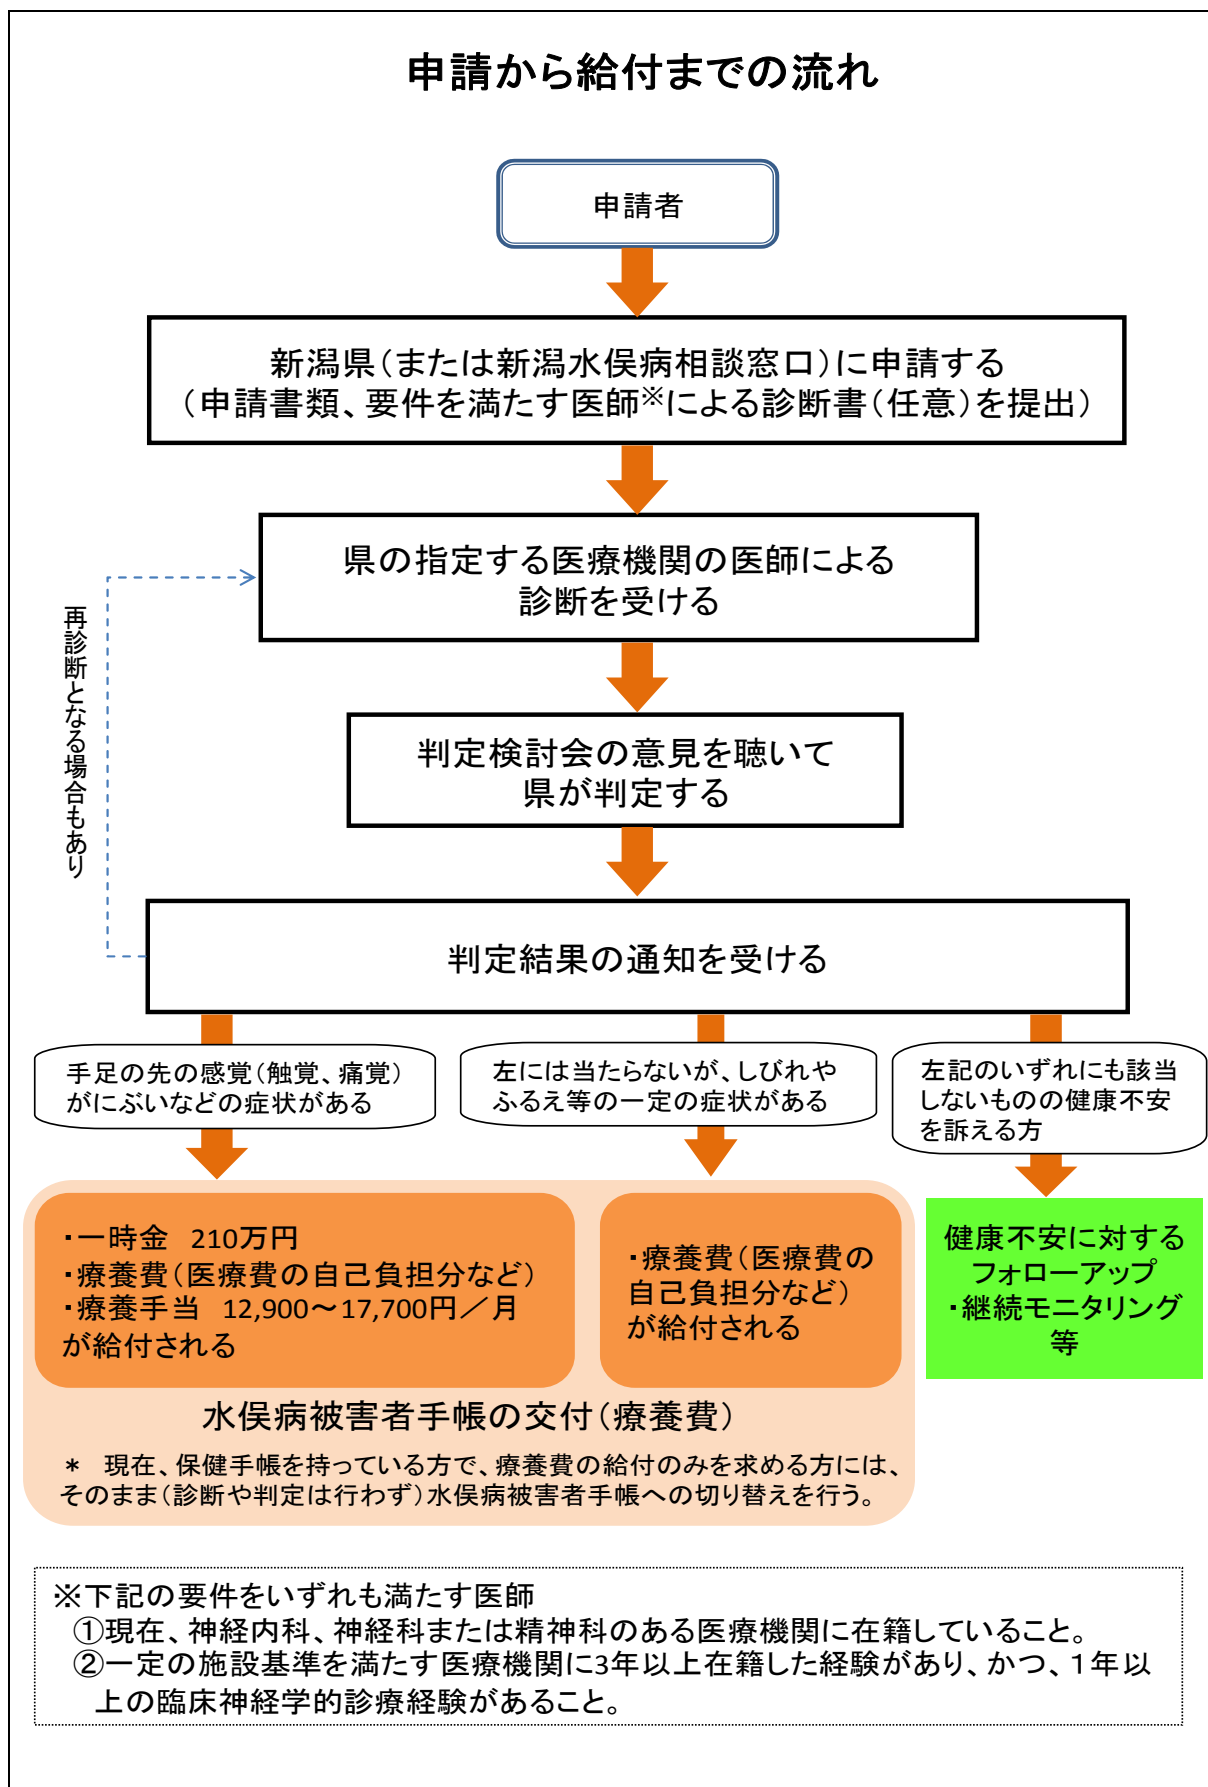 申請から給付までの流れ
申請者
新潟県（または新潟水俣病相談窓口）に申請する
（申請書類、要件を満たす医師※による診断書（任意）を提出）
県の指定する医療機関の医師による
診断を受ける
再診断となる場合もあり
判定検討会の意見を聴いて
県が判定する
判定結果の通知を受ける
手足の先の感覚（触覚、痛覚）
がにぶいなどの症状がある
左には当たらないが、しびれや
ふるえ等の一定の症状がある
左記のいずれにも該当
しないものの健康不安
を訴える方
・一時金　210万円
・療養費（医療費の自己負担分など）
・療養手当　12,900～17,700円／月
が給付される
・療養費（医療費の
自己負担分など）
が給付される
健康不安に対する
フォローアップ
・継続モニタリング
等
水俣病被害者手帳の交付（療養費）
＊　現在、保健手帳を持っている方で、療養費の給付のみを求める方には、
そのまま（診断や判定は行わず）水俣病被害者手帳への切り替えを行う。
※下記の要件をいずれも満たす医師
①現在、神経内科、神経科または精神科のある医療機関に在籍していること。
②一定の施設基準を満たす医療機関に3年以上在籍した経験があり、かつ、１年以
上の臨床神経学的診療経験があること。